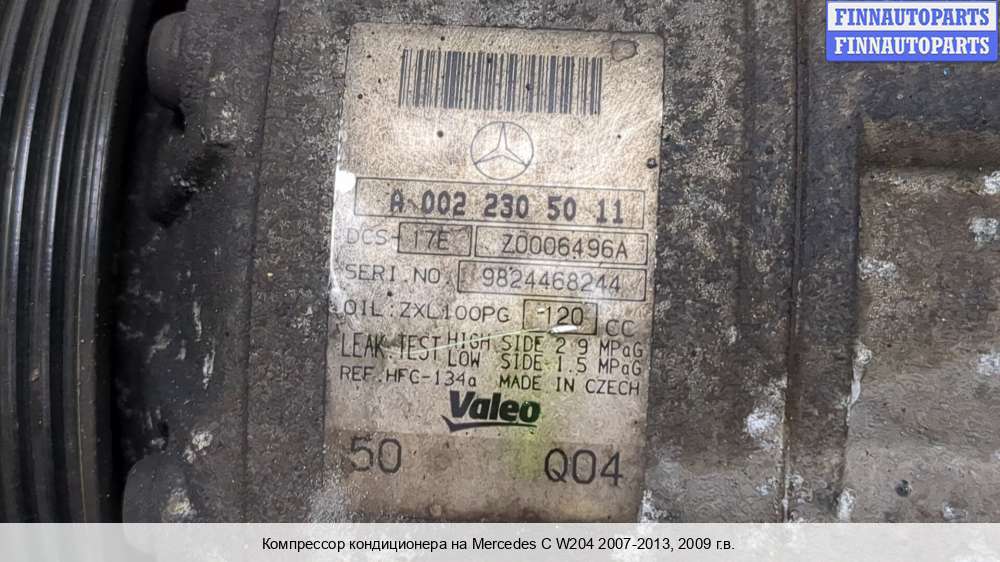 FINNAUTOPARTS
FINNAUTOPARTS
A 002 230 50 11
DCS- 17E Z0006496A
SERI.NO. 9824468244
OIL:ZXL100PG 120 CC
LEAK TEST HIGH SIDE 2.9 MPaG
LOW SIDE 1.5 MPaG
REF.HFC-134a MADE IN CZECH
Valeo
50 Q04
Компрессор кондиционера на Mercedes C W204 2007-2013, 2009 г.в.